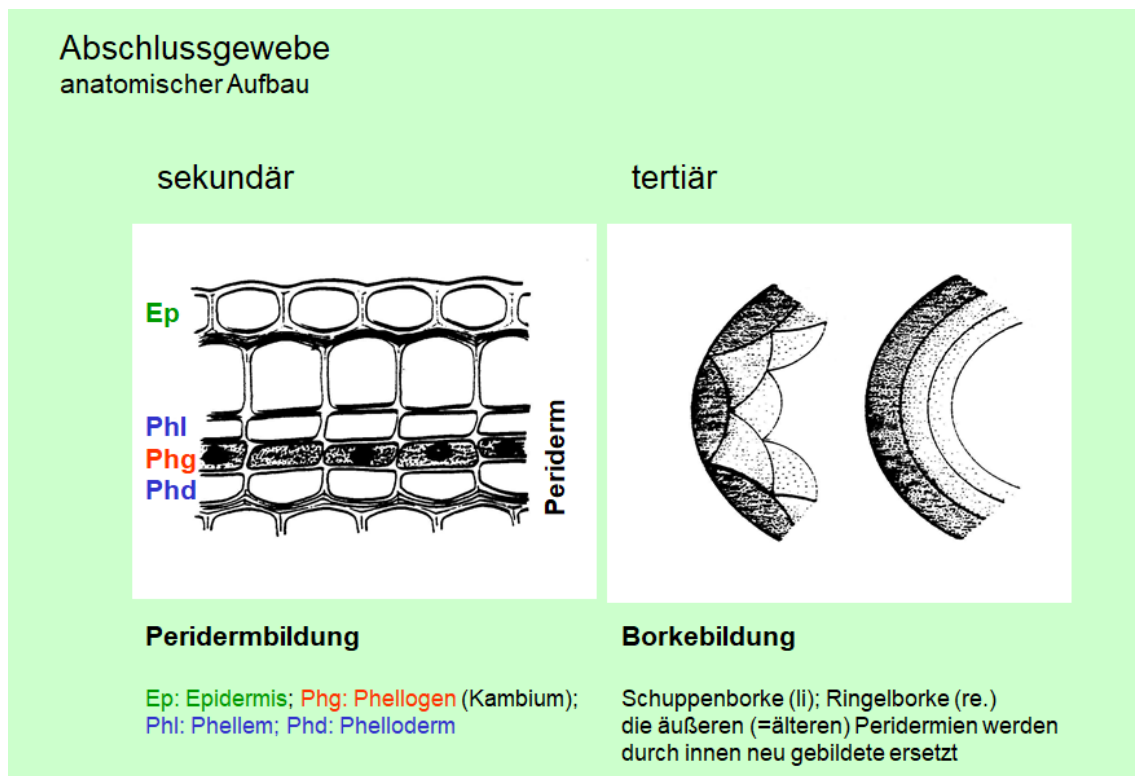 Abschlussgewebe
anatomischer Aufbau
sekundär
tertiär
Ep
Phl
Phg
Phd
Periderm
Peridermbildung
Ep: Epidermis; Phg: Phellogen (Kambium);
Phl: Phellem; Phd: Phelloderm
Borkebildung
Schuppenborke (li); Ringelborke (re.)
die äußeren (=älteren) Peridermien werden
durch innen neu gebildete ersetzt